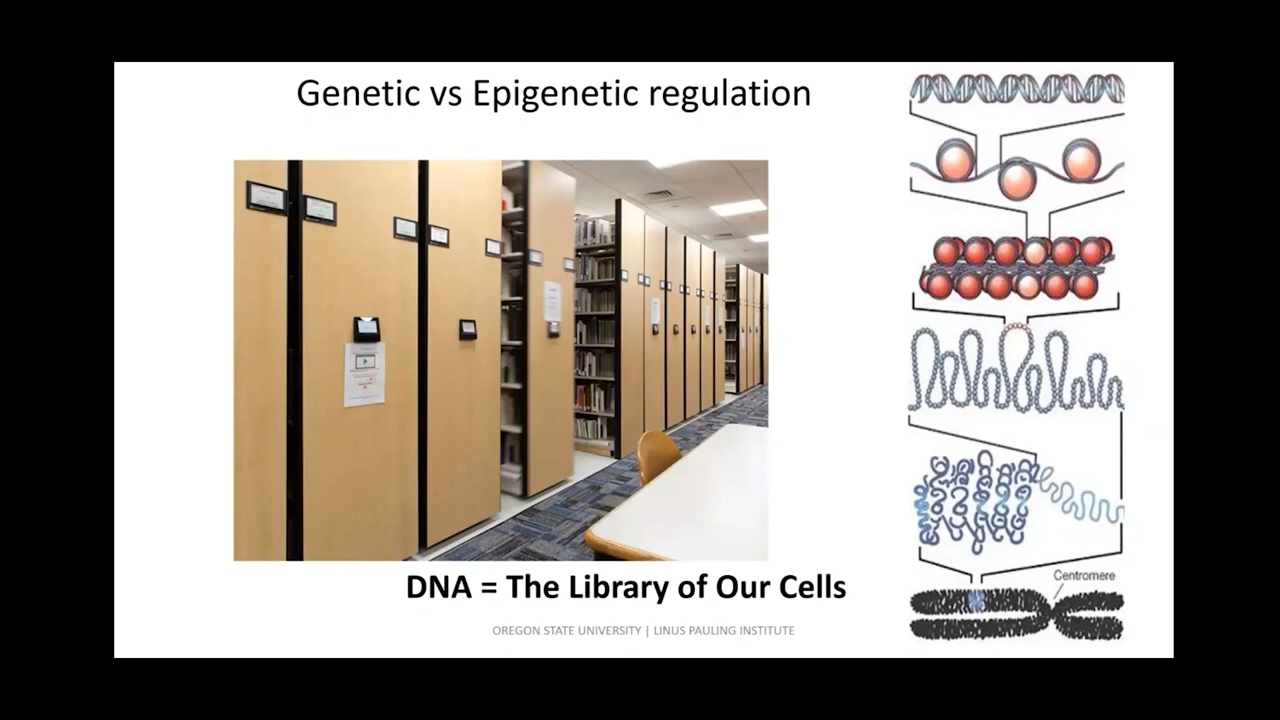 Genetic vs Epigenetic regulation
Centromere
DNA = The Library of Our Cells
OREGON STATE UNIVERSITY | LINUS PAULING INSTITUTE